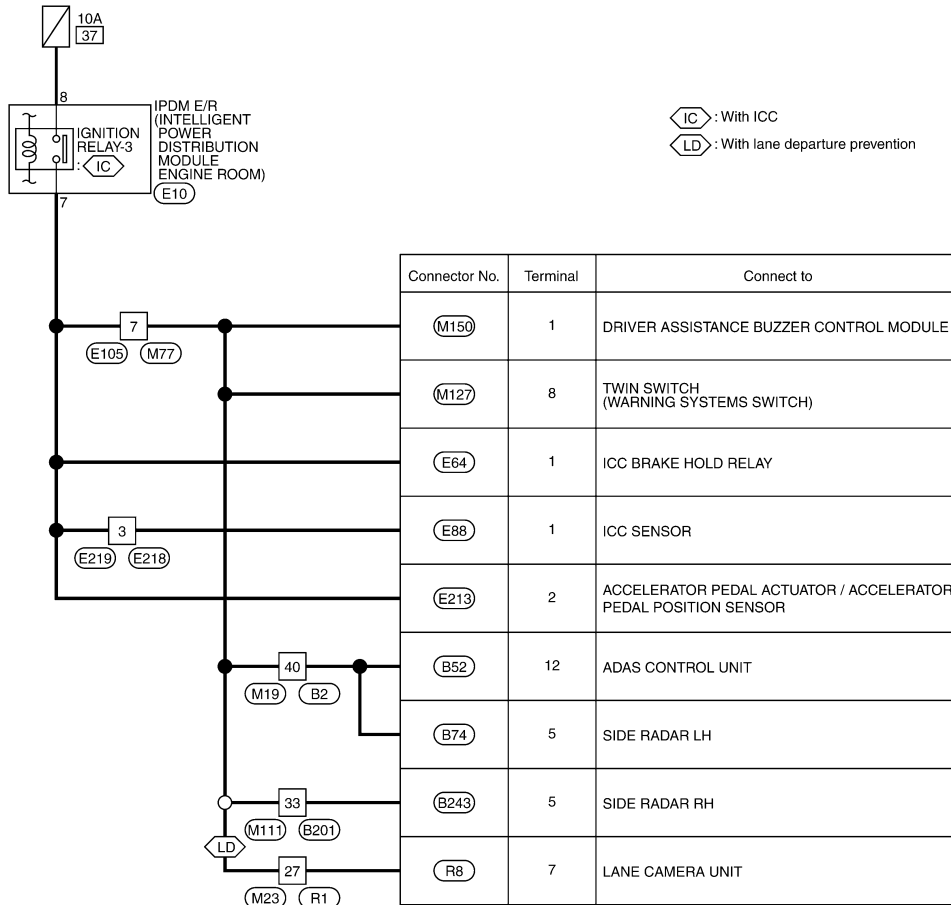 10A
37
8
IPDM E/R
(INTELLIGENT
POWER
DISTRIBUTION
MODULE
ENGINE ROOM)
E10
IGNITION
RELAY-3
: IC
7
IC : With ICC
LD : With lane departure prevention
Connector No. Terminal Connect to
7
E105 M77
M150 1 DRIVER ASSISTANCE BUZZER CONTROL MODULE
M127 8 TWIN SWITCH
(WARNING SYSTEMS SWITCH)
E64 1 ICC BRAKE HOLD RELAY
3
E219 E218
E88 1 ICC SENSOR
E213 2 ACCELERATOR PEDAL ACTUATOR / ACCELERATOR
PEDAL POSITION SENSOR
40
M19 B2
B52 12 ADAS CONTROL UNIT
B74 5 SIDE RADAR LH
33
M111 B201
B243 5 SIDE RADAR RH
LD
27
M23 R1
R8 7 LANE CAMERA UNIT